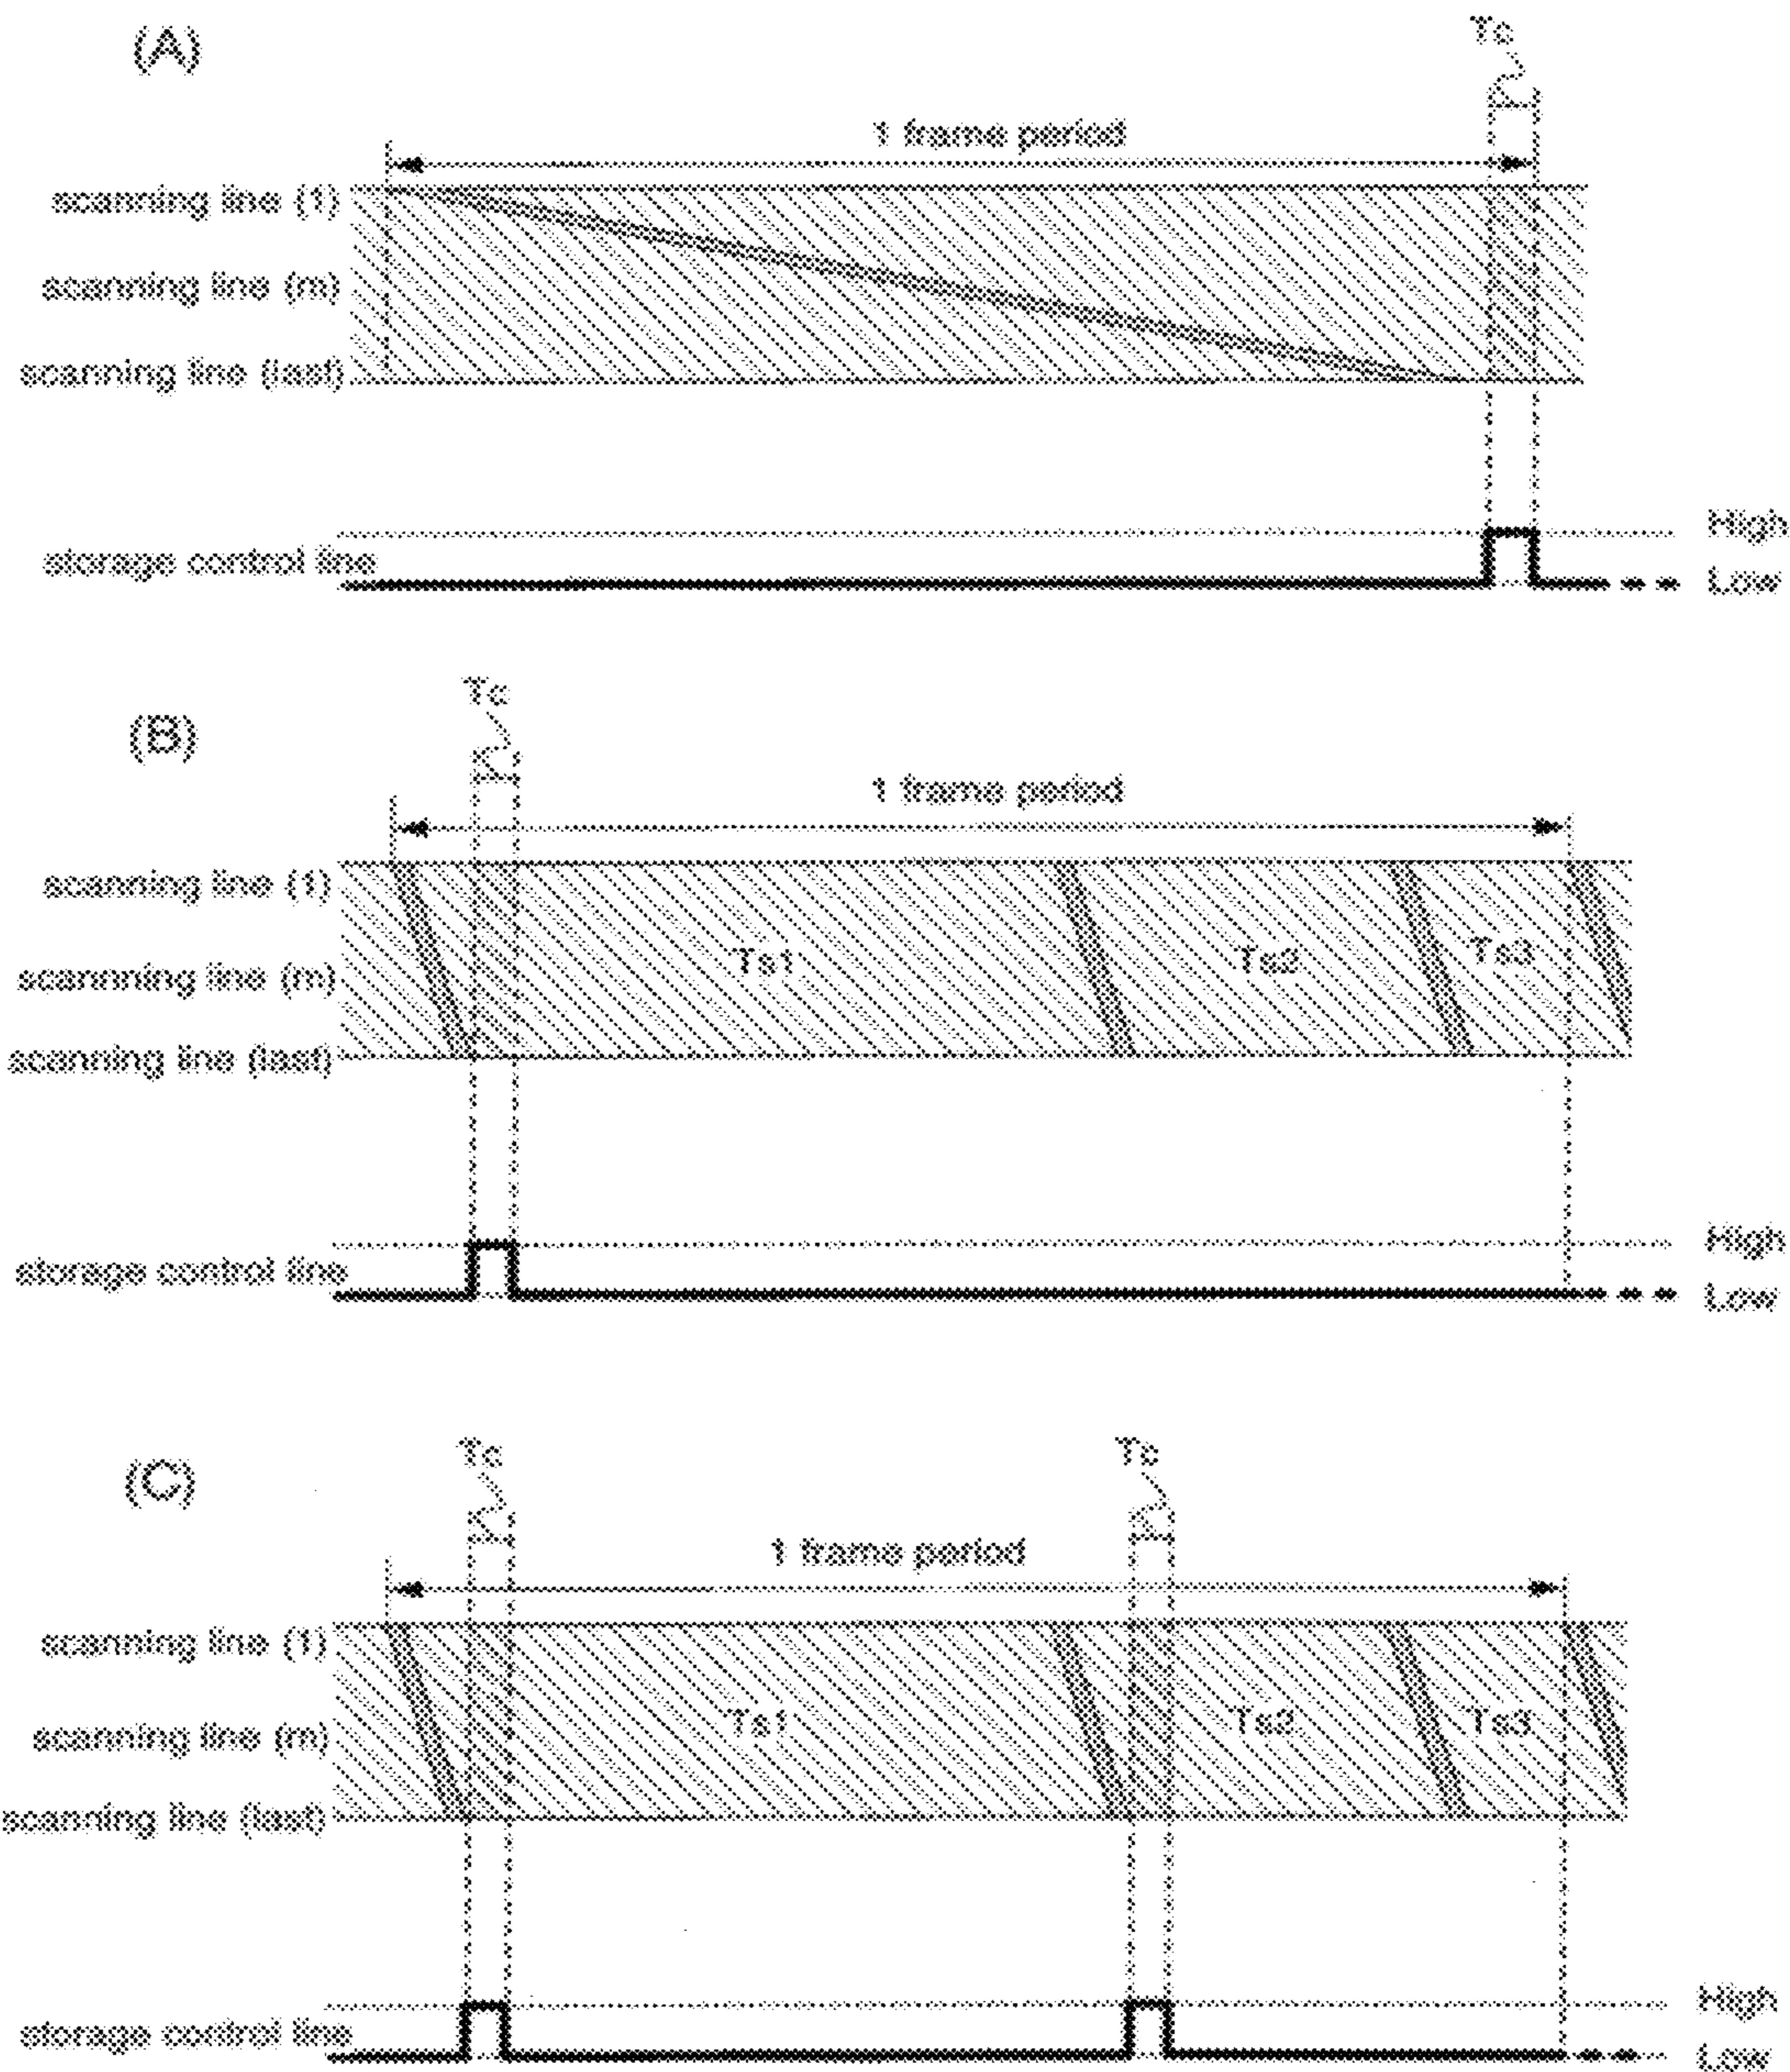 (A)
Tc
1 frame period
scanning line (1)
scanning line (m)
scanning line (last)
High
storage control line
Low
Tc
(B)
1 frame period
scanning line (1)
Ts1 Ts2 Ts3
scannning line (m)
scanning line (last)
High
storage control line
Low
Tc Tc
(C)
1 frame period
scanning line (1)
Ts1 Ts2 Ts3
scanning line (m)
scanning line (last)
High
storage control line
Low